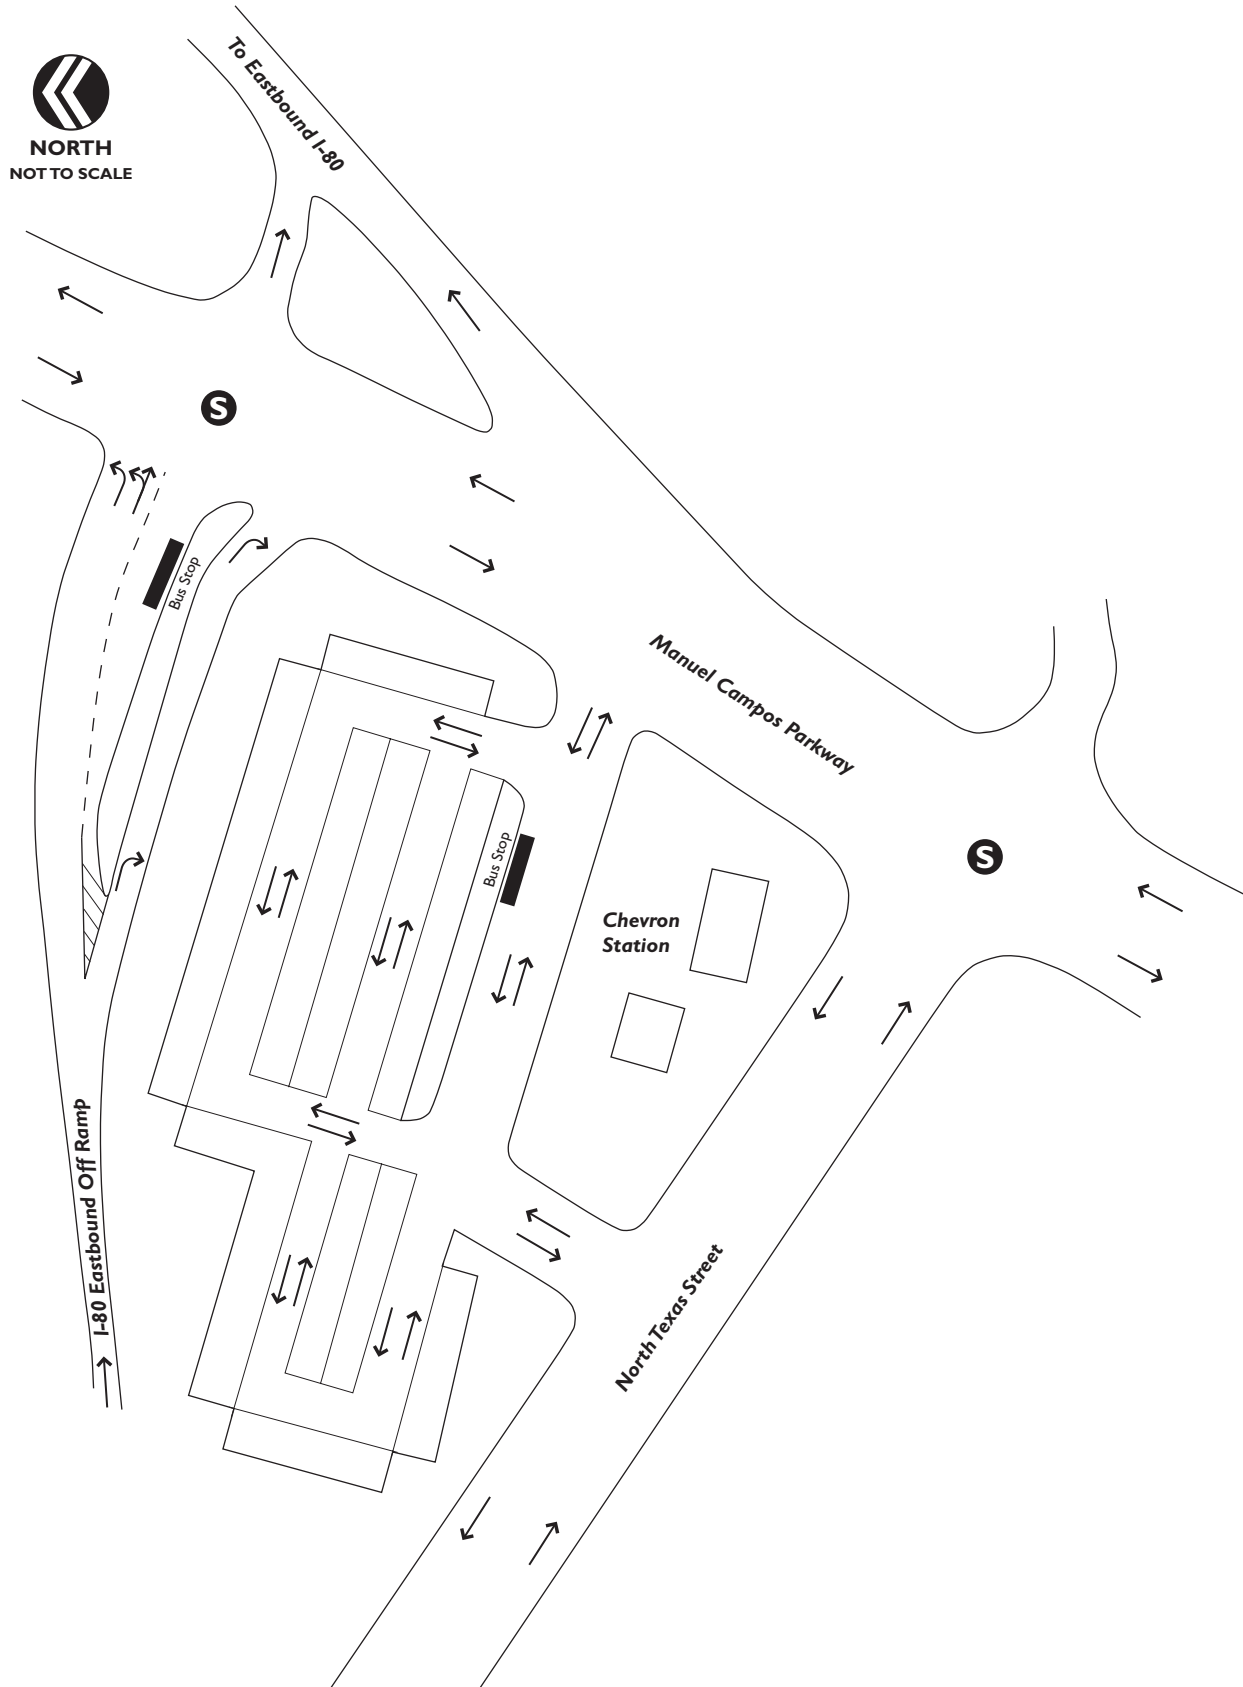 To Eastbound I-80
NORTH
NOT TO SCALE
S
Bus Stop
Manuel Campos Parkway
Bus Stop
S
Chevron
Station
I-80 Eastbound Off Ramp
North Texas Street